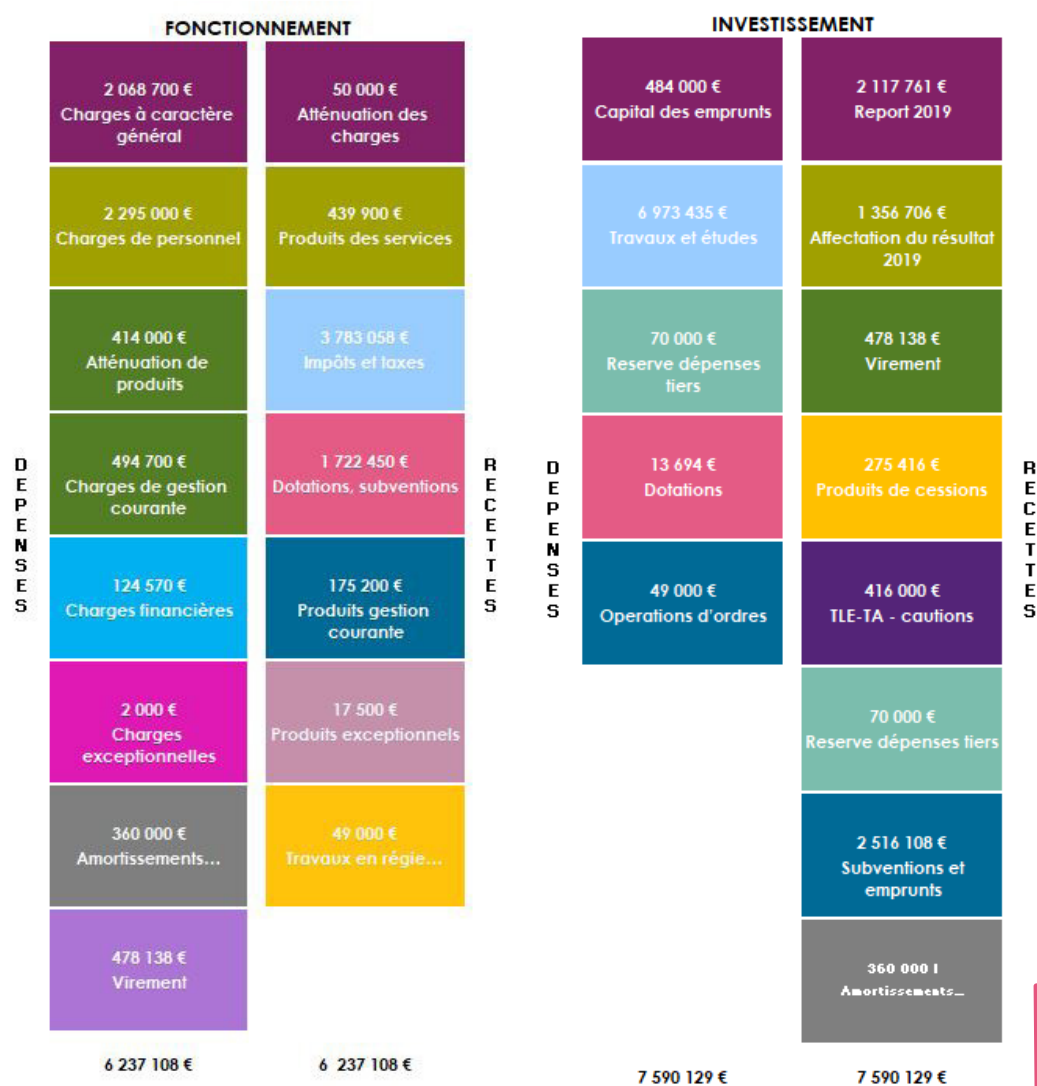 FONCTIONNEMENT
2 068 700 €
Charges à caractère
général
50 000 €
Atténuation des
charges
2 295 000 €
Charges de personnel
439 900 €
Produits des services
414 000 €
Atténuation de
produits
3 783 058 €
Impôts et taxes
494 700 €
Charges de gestion
courante
1 722 450 €
Dotations, subventions
124 570 €
Charges financières
175 200 €
Produits gestion
courante
2 000 €
Charges
exceptionnelles
17 500 €
Produits exceptionnels
360 000 €
Amortissements...
49 000 €
Travaux en régie...
478 138 €
Virement
DEPENSES
RECETTES
6 237 108 €
6 237 108 €
INVESTISSEMENT
484 000 €
Capital des emprunts
2 117 761 €
Report 2019
6 973 435 €
Travaux et études
1 356 706 €
Affectation du résultat
2019
70 000 €
Reserve dépenses
tiers
478 138 €
Virement
13 694 €
Dotations
275 416 €
Produits de cessions
49 000 €
Operations d'ordres
416 000 €
TLE-TA - cautions
70 000 €
Reserve dépenses tiers
2 516 108 €
Subventions et
emprunts
360 000 I
Amortissements...
DEPENSES
RECETTES
7 590 129 €
7 590 129 €